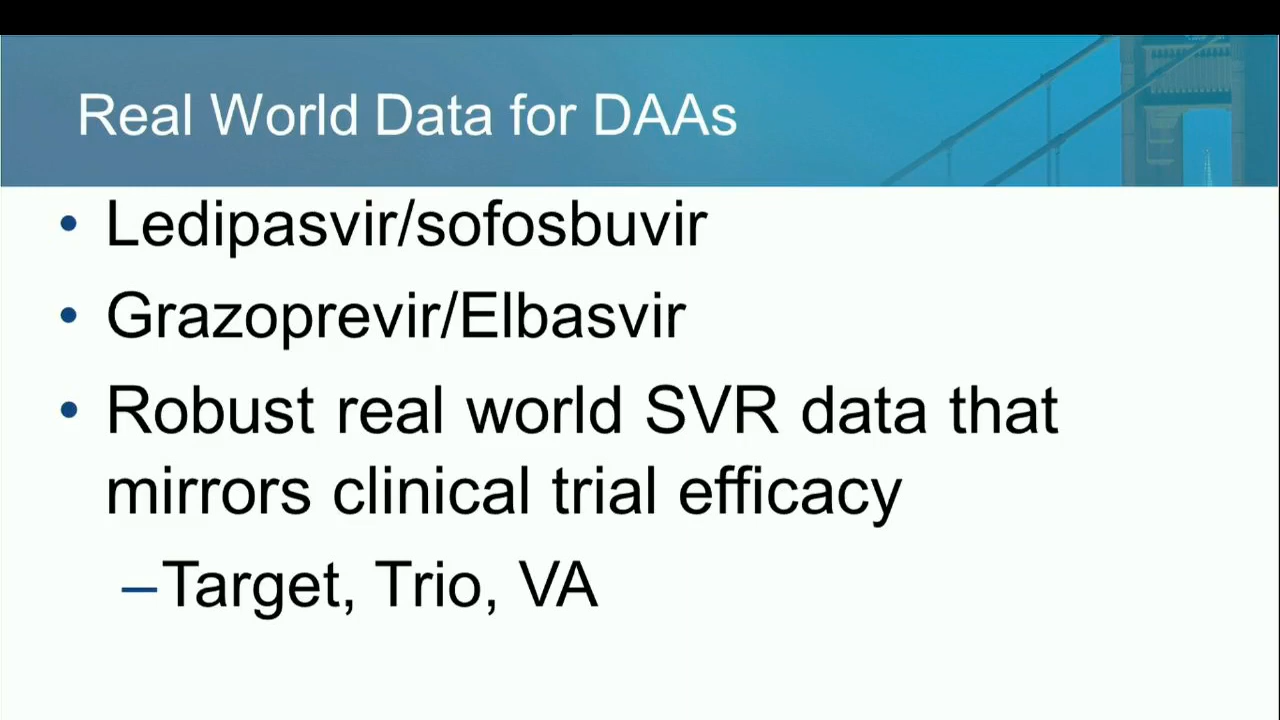 Real World Data for DAAs
• Ledipasvir/sofosbuvir
• Grazoprevir/Elbasvir
• Robust real world SVR data that
mirrors clinical trial efficacy
–Target, Trio, VA